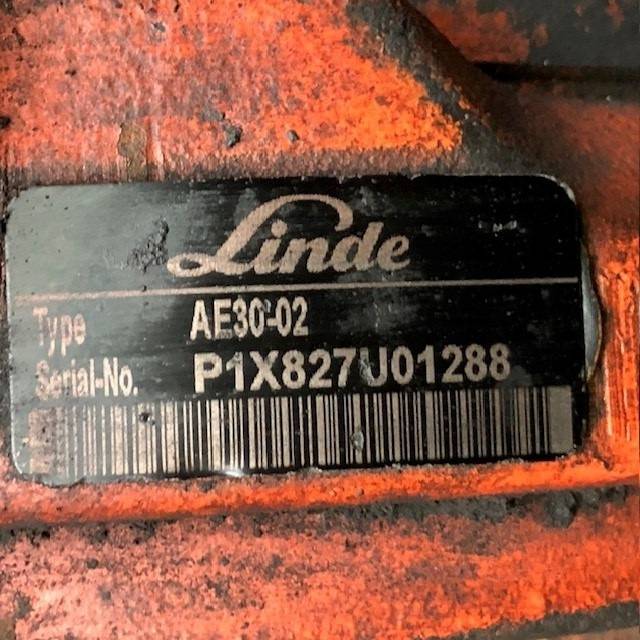 Linde
Type AE30-02
Serial-No. P1X827U01288